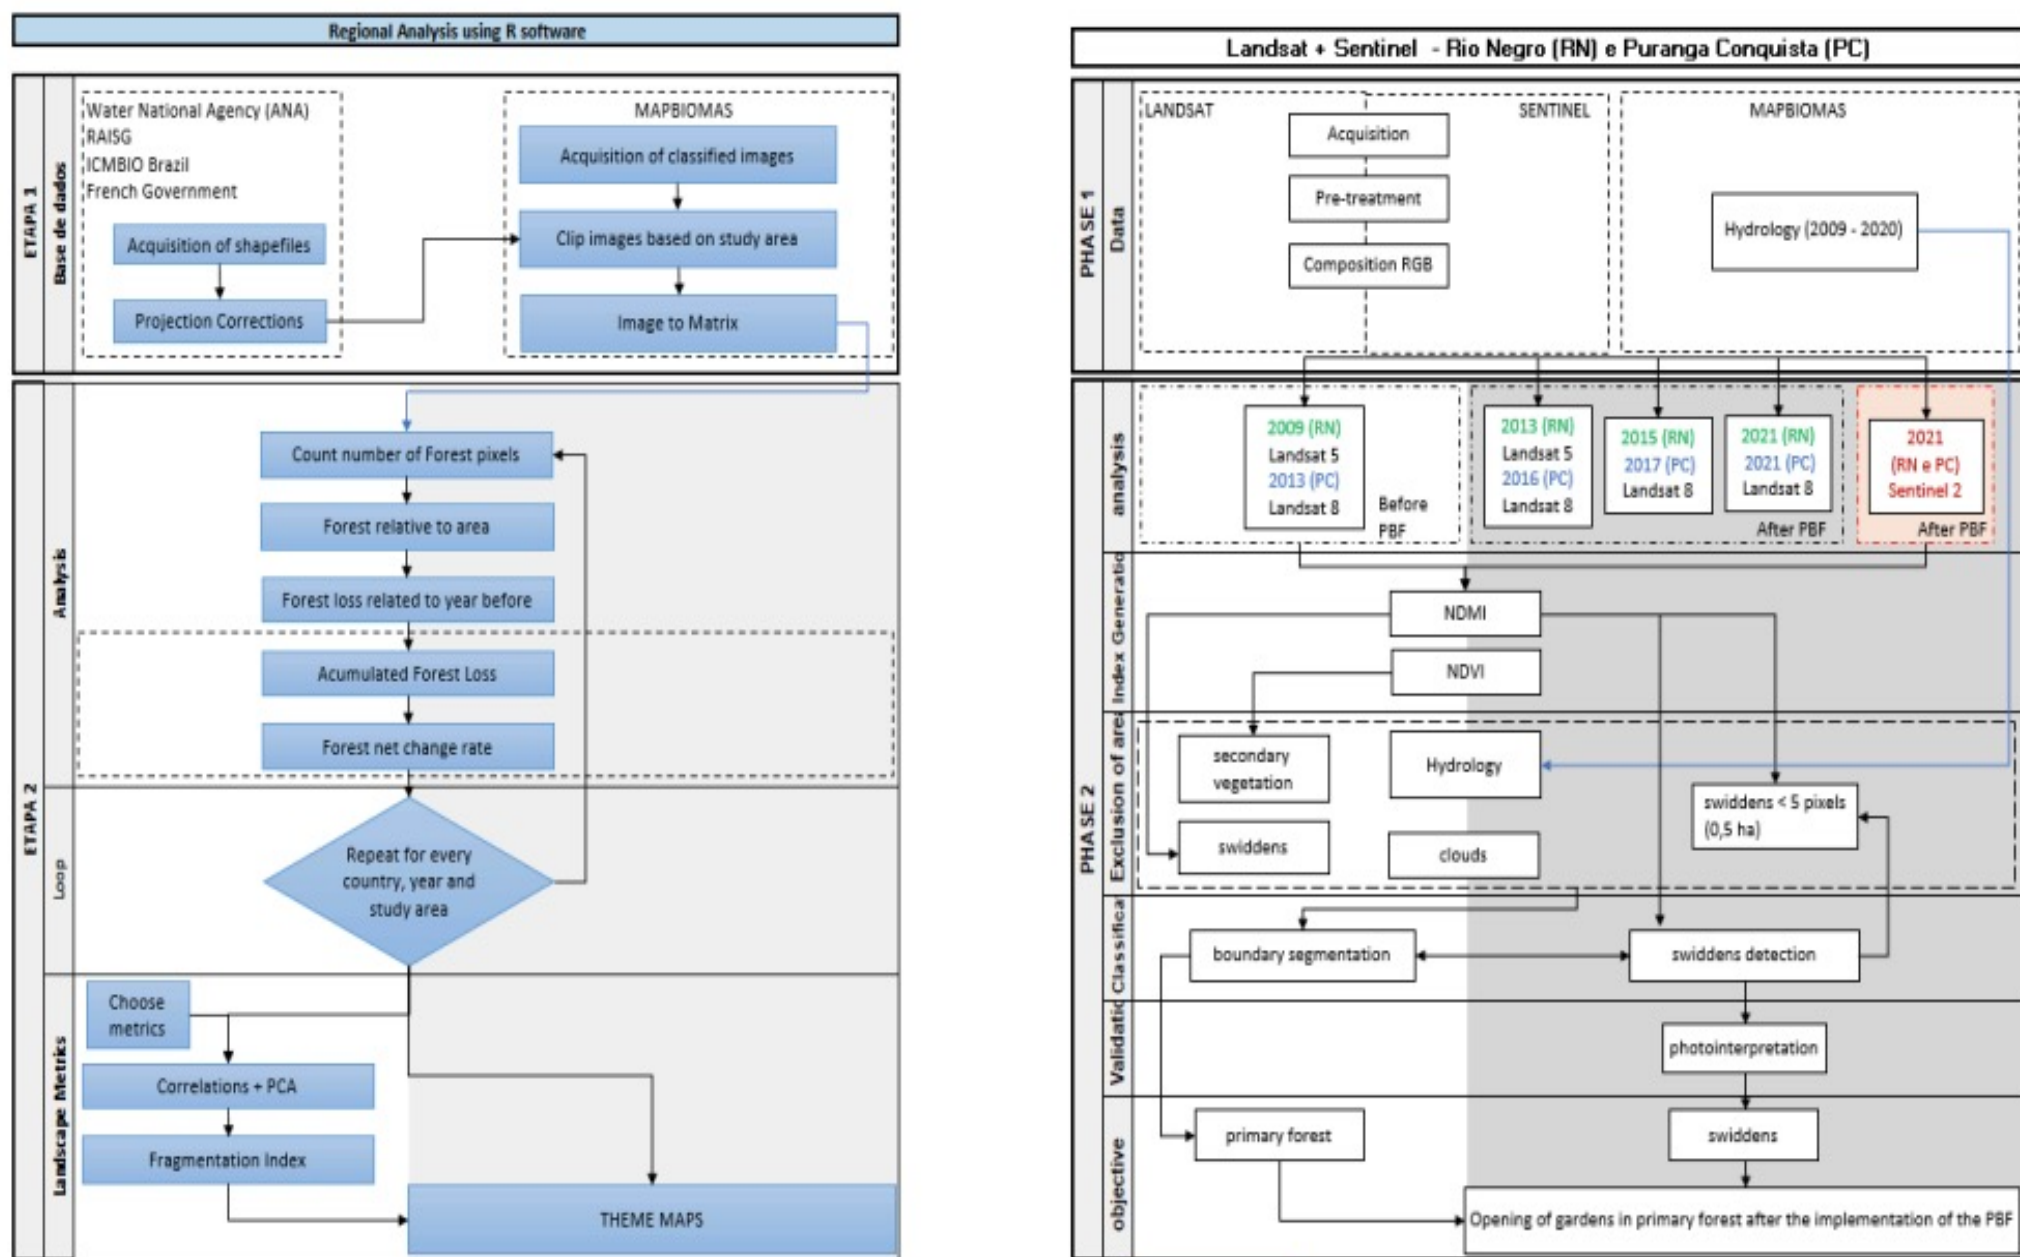 Regional Analysis using R software
ETAPA 1
Base de dados
Water National Agency (ANA)
RAISG
ICMBIO Brazil
French Government
Acquisition of shapefiles
Projection Corrections
MAPBIOMAS
Acquisition of classified images
Clip images based on study area
Image to Matrix
ETAPA 2
Analysis
Count number of Forest pixels
Forest relative to area
Forest loss related to year before
Acumulated Forest Loss
Forest net change rate
Loop
Repeat for every
country, year and
study area
Landscape Metrics
Choose
metrics
Correlations + PCA
Fragmentation Index
THEME MAPS
Landsat + Sentinel - Rio Negro (RN) e Puranga Conquista (PC)
PHASE 1
Data
LANDSAT
SENTINEL
Acquisition
Pre-treatment
Composition RGB
MAPBIOMAS
Hydrology (2009 - 2020)
PHASE 2
analysis
2009 (RN)
Landsat 5
2013 (PC)
Landsat 8
Before
PBF
2013 (RN)
Landsat 5
2016 (PC)
Landsat 8
2015 (RN)
2017 (PC)
Landsat 8
2021 (RN)
2021 (PC)
Landsat 8
After PBF
2021
(RN e PC)
Sentinel 2
After PBF
Index Generatio
NDMI
NDVI
Exclusion of area
secondary
vegetation
swiddens
Hydrology
clouds
swiddens < 5 pixels
(0,5 ha)
Classifica
boundary segmentation
swiddens detection
Validatic
photointerpretation
objective
primary forest
swiddens
Opening of gardens in primary forest after the implementation of the PBF